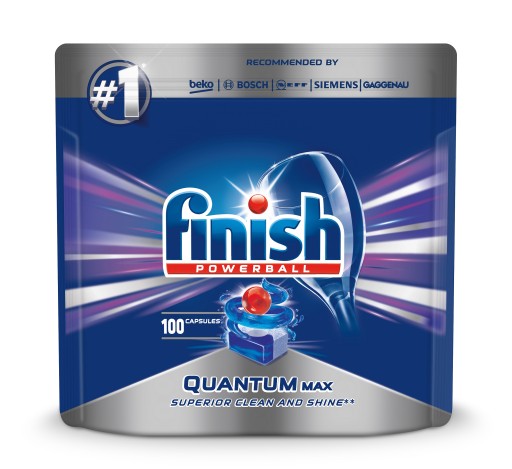 RECOMMENDED BY
#1
beko | BOSCH | NEFF | SIEMENS | GAGGENAU
finish
POWERBALL
100 CAPSULES
QUANTUM MAX
SUPERIOR CLEAN AND SHINE**